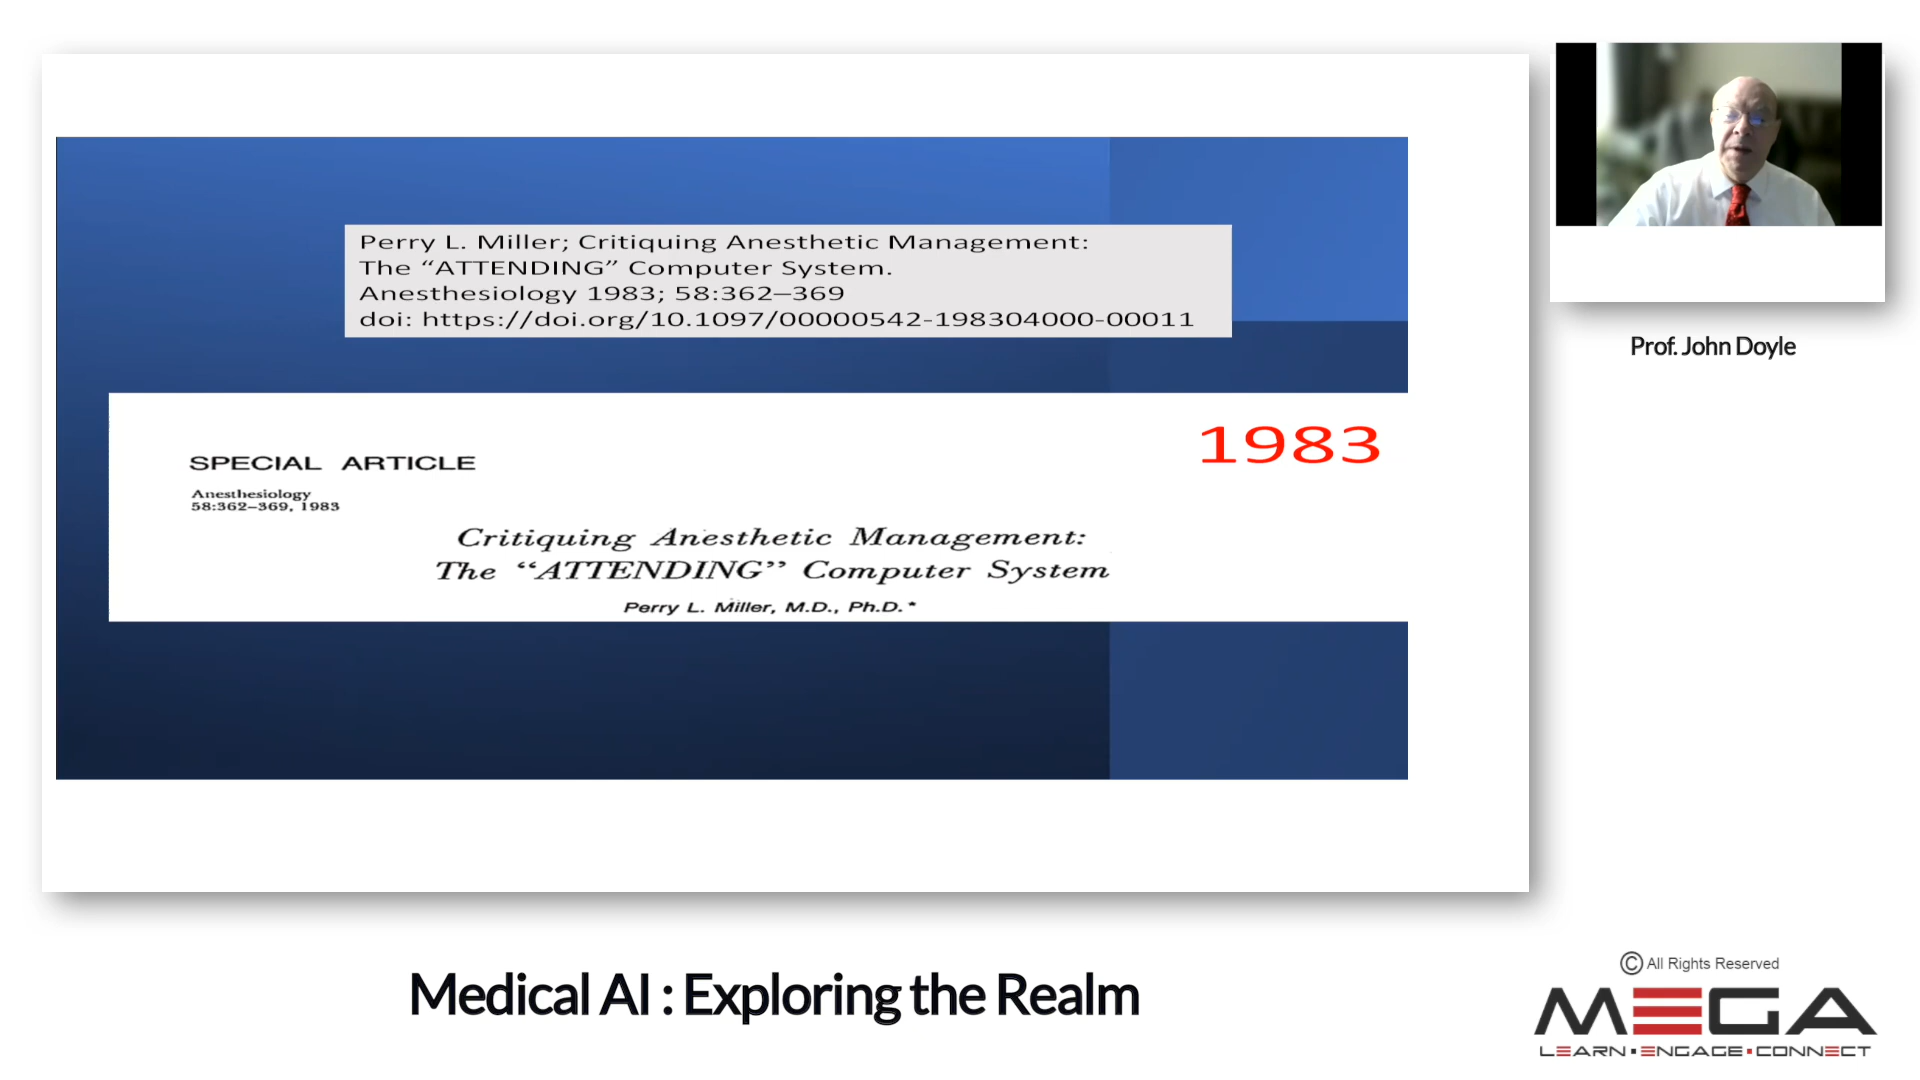 Perry L. Miller; Critiquing Anesthetic Management:
The “ATTENDING” Computer System.
Anesthesiology 1983; 58:362–369
doi: https://doi.org/10.1097/00000542-198304000-00011
1983
SPECIAL ARTICLE
Anesthesiology
58:362–369, 1983
Critiquing Anesthetic Management:
The “ATTENDING” Computer System
Perry L. Miller, M.D., Ph.D.*
Prof. John Doyle
Medical AI : Exploring the Realm
© All Rights Reserved
MEGA
LEARN▪ENGAGE▪CONNECT